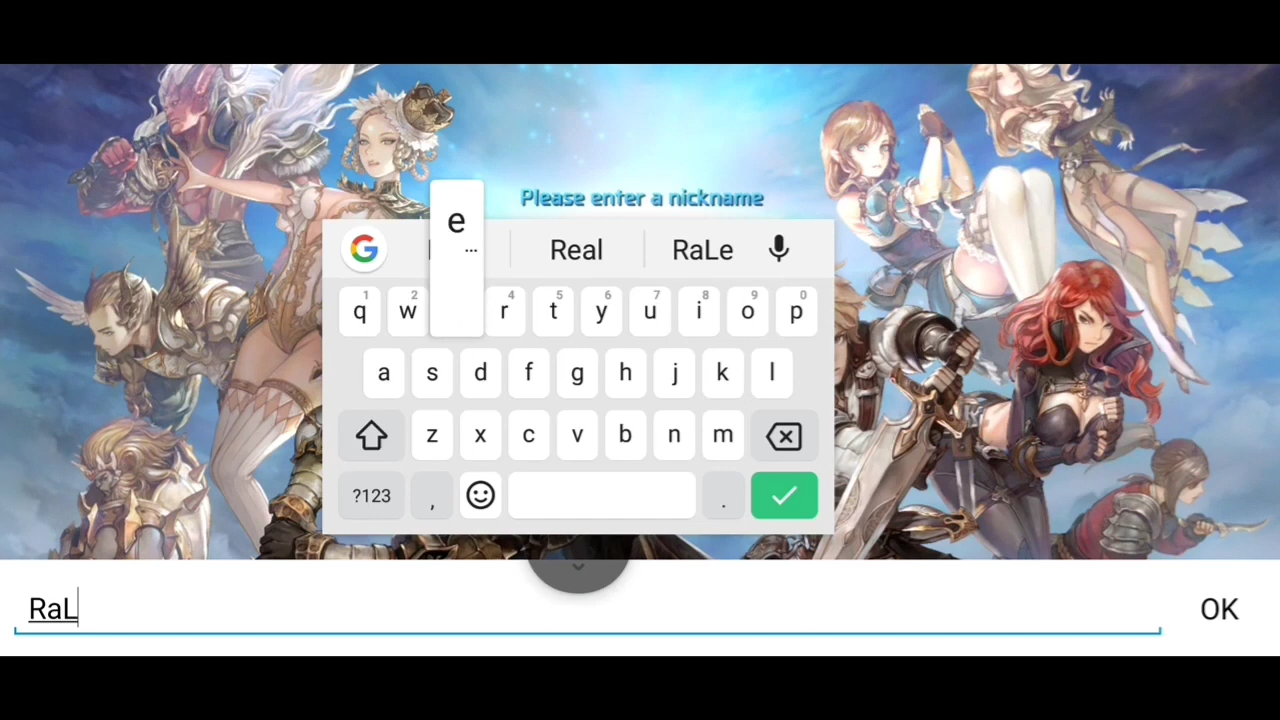 Please enter a nickname
e
...
Real
RaLe
1 2 4 5 6 7 8 9 0
q w r t y u i o p
a s d f g h j k l
z x c v b n m
?123 , .
RaL
OK